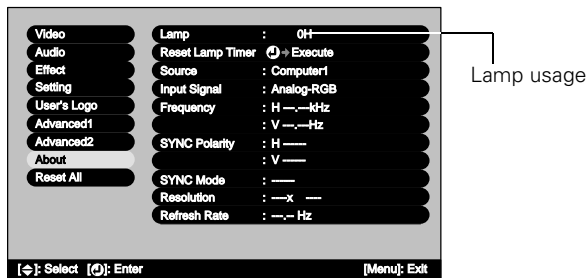 Video
Audio
Effect
Setting
User's Logo
Advanced1
Advanced2
About
Reset All
Lamp : 0H
Reset Lamp Timer Execute
Source : Computer1
Input Signal : Analog-RGB
Frequency : H ---.---kHz
: V ---.---Hz
SYNC Polarity : H ------
: V ------
SYNC Mode : ------
Resolution : ----x ----
Refresh Rate : ---.-- Hz
[ ]: Select [ ]: Enter [Menu]: Exit
Lamp usage